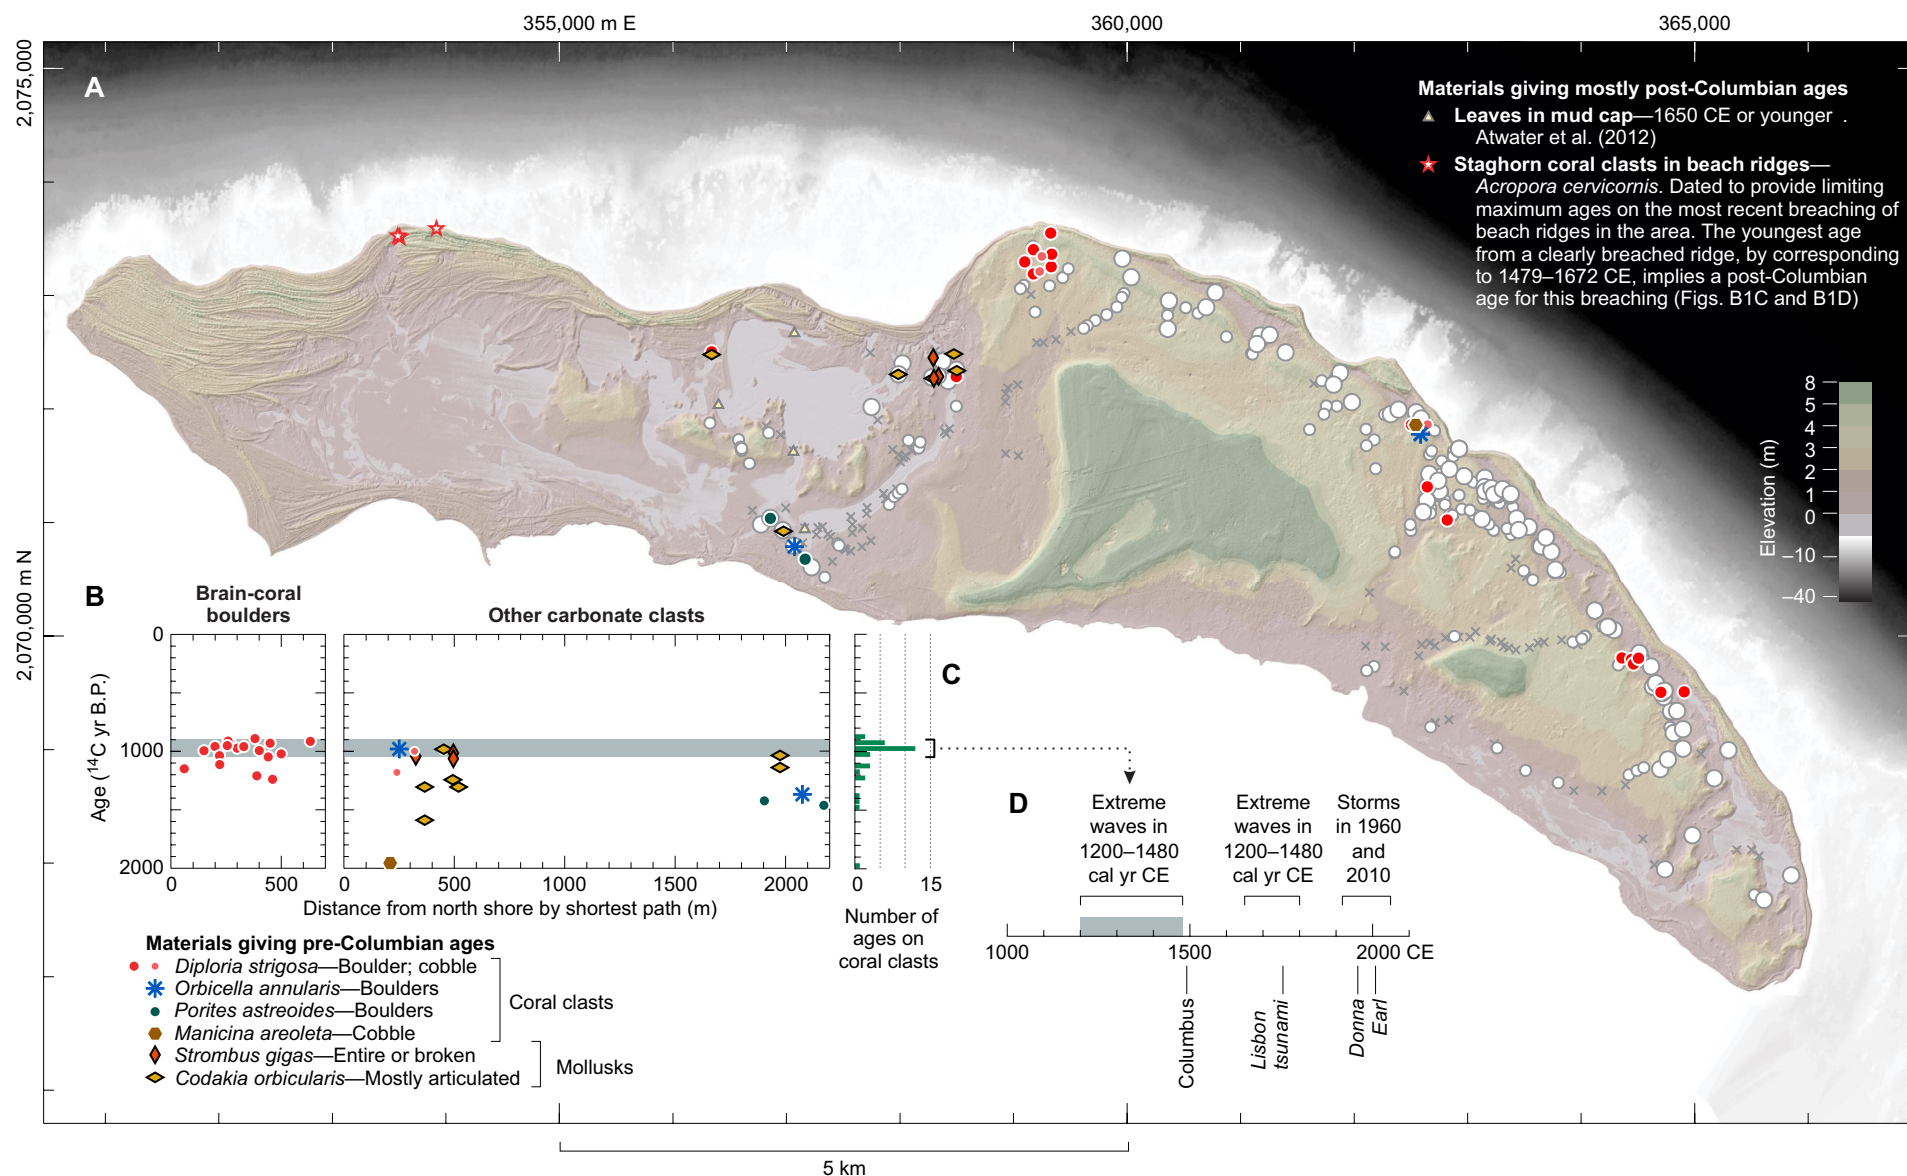 355,000 m E
360,000
365,000
2,075,000
2,070,000 m N
A
Materials giving mostly post-Columbian ages
Leaves in mud cap—1650 CE or younger .
Atwater et al. (2012)
Staghorn coral clasts in beach ridges—
Acropora cervicornis. Dated to provide limiting
maximum ages on the most recent breaching of
beach ridges in the area. The youngest age
from a clearly breached ridge, by corresponding
to 1479–1672 CE, implies a post-Columbian
age for this breaching (Figs. B1C and B1D)
Elevation (m)
8
5
4
3
2
1
0
–10
–40
B
Brain-coral
boulders
Other carbonate clasts
Age (14C yr B.P.)
0
1000
2000
0
500
0
500
1000
1500
2000
Distance from north shore by shortest path (m)
C
0
15
Number of
ages on
coral clasts
D
Extreme
waves in
1200–1480
cal yr CE
Extreme
waves in
1200–1480
cal yr CE
Storms
in 1960
and
2010
1000
1500
2000 CE
Columbus
Lisbon
tsunami
Donna
Earl
Materials giving pre-Columbian ages
Diploria strigosa—Boulder; cobble
Orbicella annularis—Boulders
Porites astreoides—Boulders
Manicina areoleta—Cobble
Coral clasts
Strombus gigas—Entire or broken
Codakia orbicularis—Mostly articulated
Mollusks
5 km